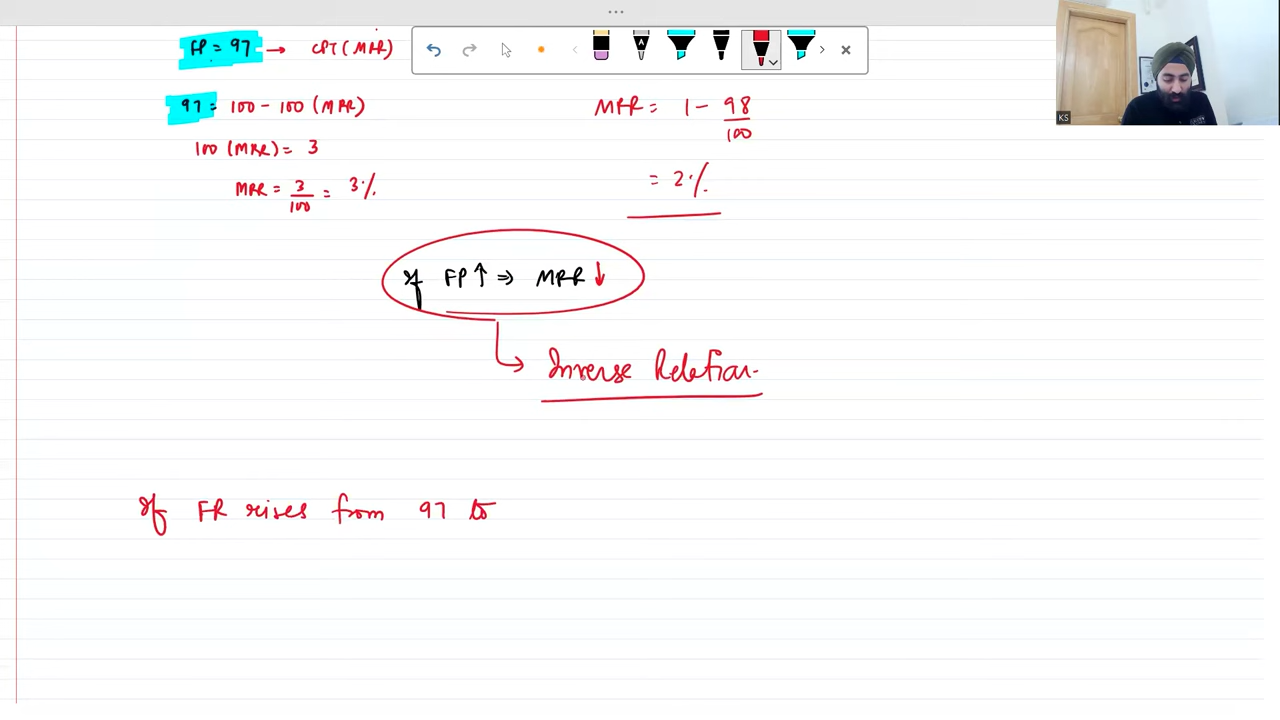 FP = 97 → CPT (MRR)
97 = 100 - 100 (MRR)
100 (MRR) = 3
MRR = 3/100 = 3%
MRR = 1 - 98/100
= 2%
If FP ↑ ⇒ MRR ↓
Inverse Relation.
If FR rises from 97 to
KS